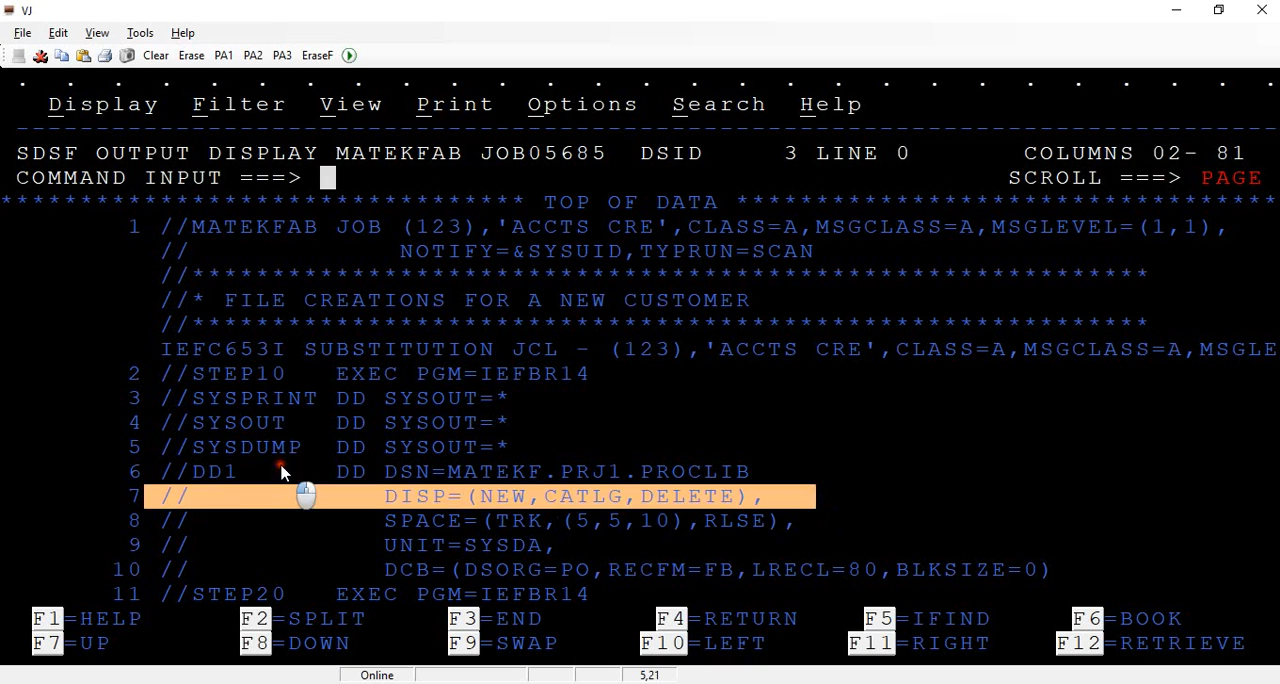 VJ
File Edit View Tools Help
Clear Erase PA1 PA2 PA3 EraseF
Display Filter View Print Options Search Help
-------------------------------------------------------------------------------
SDSF OUTPUT DISPLAY MATEKFAB JOB05685 DSID 3 LINE 0 COLUMNS 02- 81
COMMAND INPUT ===> SCROLL ===> PAGE
********************************* TOP OF DATA **********************************
1 //MATEKFAB JOB (123),'ACCTS CRE',CLASS=A,MSGCLASS=A,MSGLEVEL=(1,1),
// NOTIFY=&SYSUID,TYPRUN=SCAN
//************************************************************
//* FILE CREATIONS FOR A NEW CUSTOMER
//************************************************************
IEFC653I SUBSTITUTION JCL - (123),'ACCTS CRE',CLASS=A,MSGCLASS=A,MSGLE
2 //STEP10 EXEC PGM=IEFBR14
3 //SYSPRINT DD SYSOUT=*
4 //SYSOUT DD SYSOUT=*
5 //SYSDUMP DD SYSOUT=*
6 //DD1 DD DSN=MATEKF.PRJ1.PROCLIB
7 // DISP=(NEW,CATLG,DELETE),
8 // SPACE=(TRK,(5,5,10),RLSE),
9 // UNIT=SYSDA,
10 // DCB=(DSORG=PO,RECFM=FB,LRECL=80,BLKSIZE=0)
11 //STEP20 EXEC PGM=IEFBR14
F1=HELP F2=SPLIT F3=END F4=RETURN F5=IFIND F6=BOOK
F7=UP F8=DOWN F9=SWAP F10=LEFT F11=RIGHT F12=RETRIEVE
Online 5,21